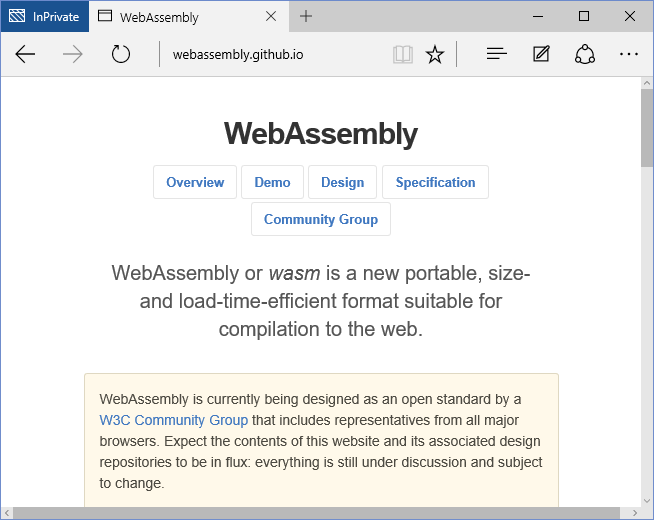 InPrivate
WebAssembly
webassembly.github.io
WebAssembly
Overview
Demo
Design
Specification
Community Group
WebAssembly or wasm is a new portable, size-
and load-time-efficient format suitable for
compilation to the web.
WebAssembly is currently being designed as an open standard by a
W3C Community Group that includes representatives from all major
browsers. Expect the contents of this website and its associated design
repositories to be in flux: everything is still under discussion and subject
to change.